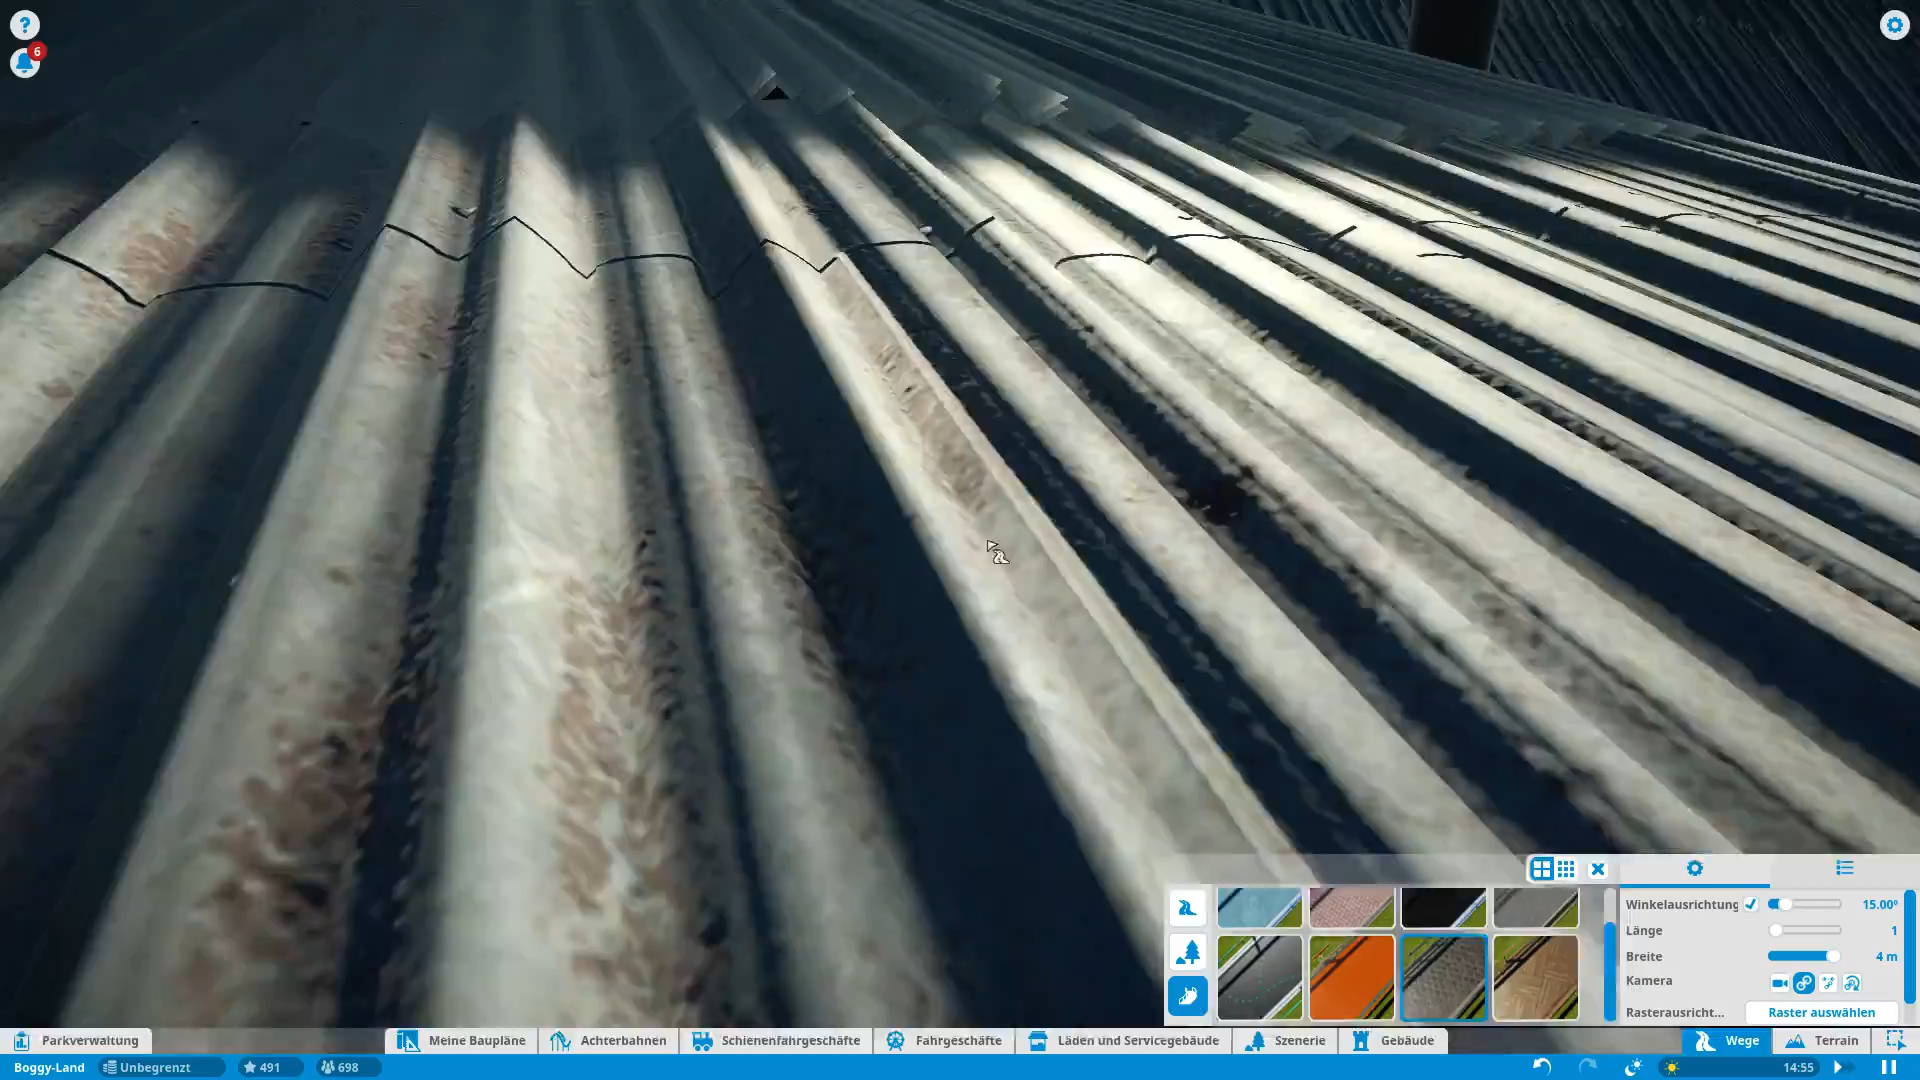 ?
6
Winkelausrichtung 15.00°
Länge 1
Breite 4 m
Kamera
Rasterausricht... Raster auswählen
Parkverwaltung Meine Baupläne Achterbahnen Schienenfahrgeschäfte Fahrgeschäfte Läden und Servicegebäude Szenerie Gebäude Wege Terrain
Boggy-Land Unbegrenzt 491 698 14:55